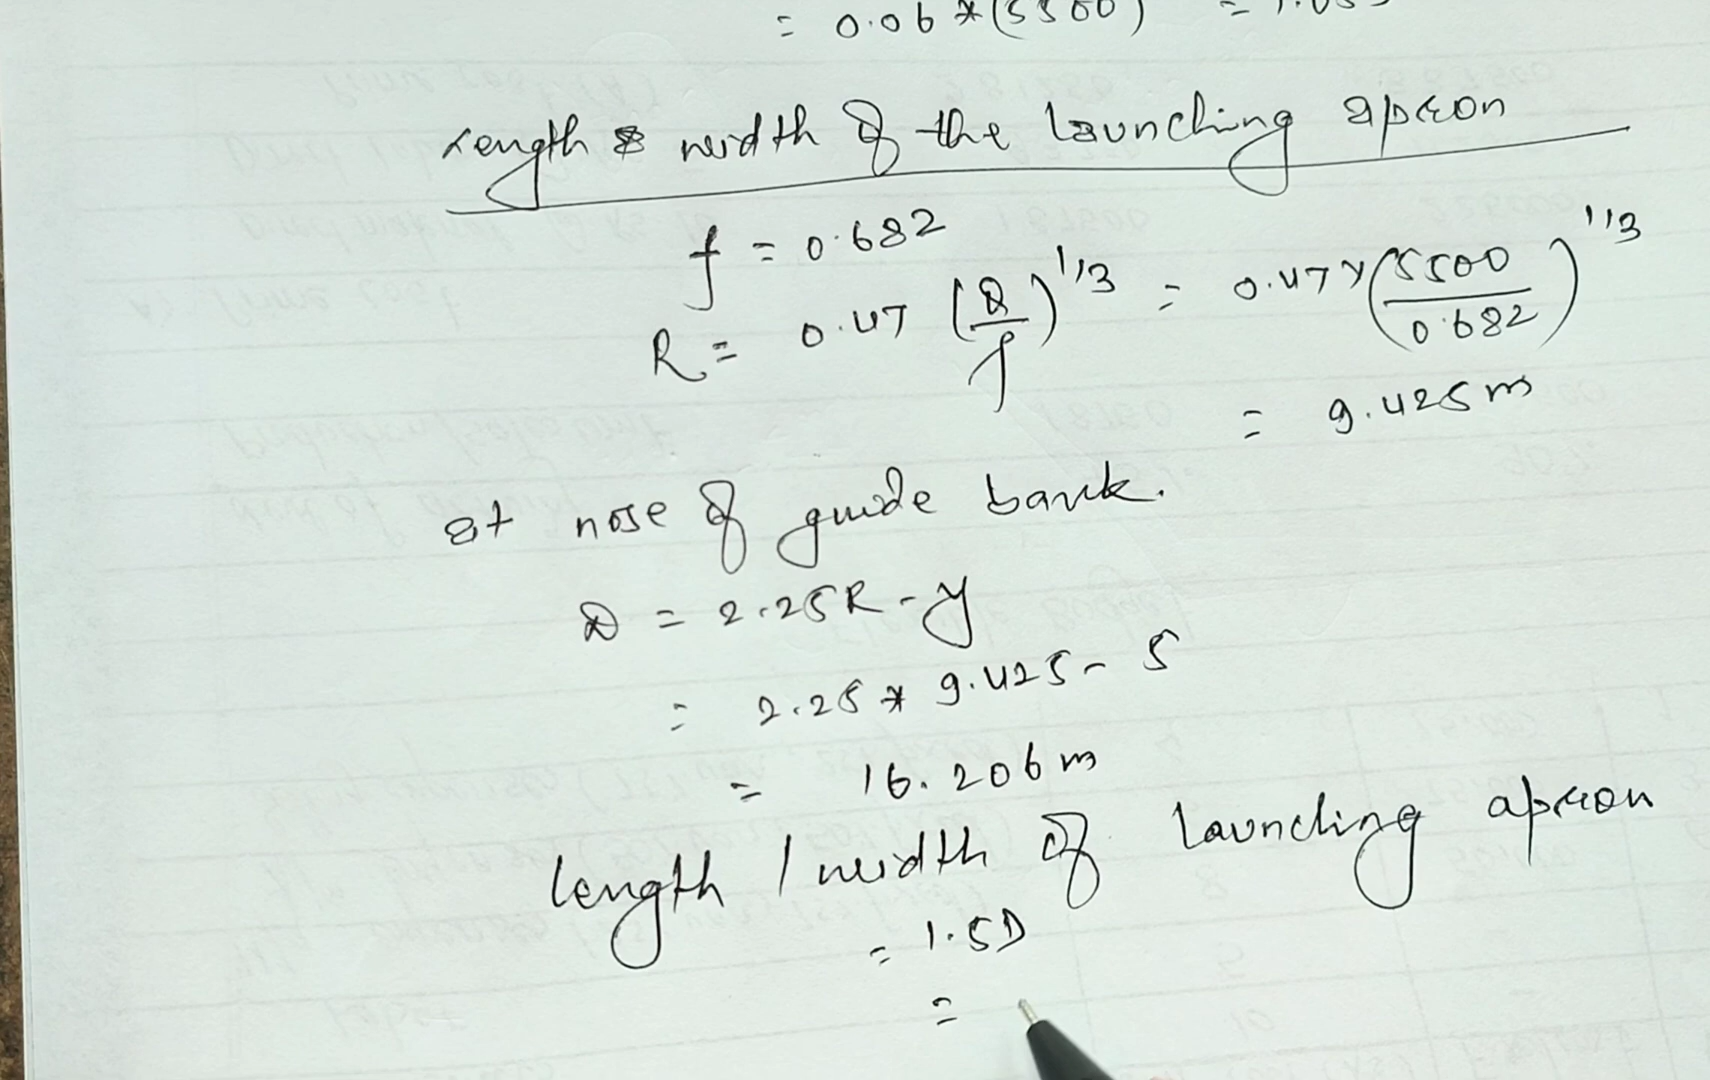 = 0.06 * (5500)
Length & width of the launching apron
f = 0.682
R = 0.47 (Q/f)^1/3 = 0.47 x (5500/0.682)^1/3
= 9.425 m
at nose of guide bank.
D = 2.25R - y
= 2.25 * 9.425 - 5
= 16.206 m
length / width of launching apron
= 1.5D
=